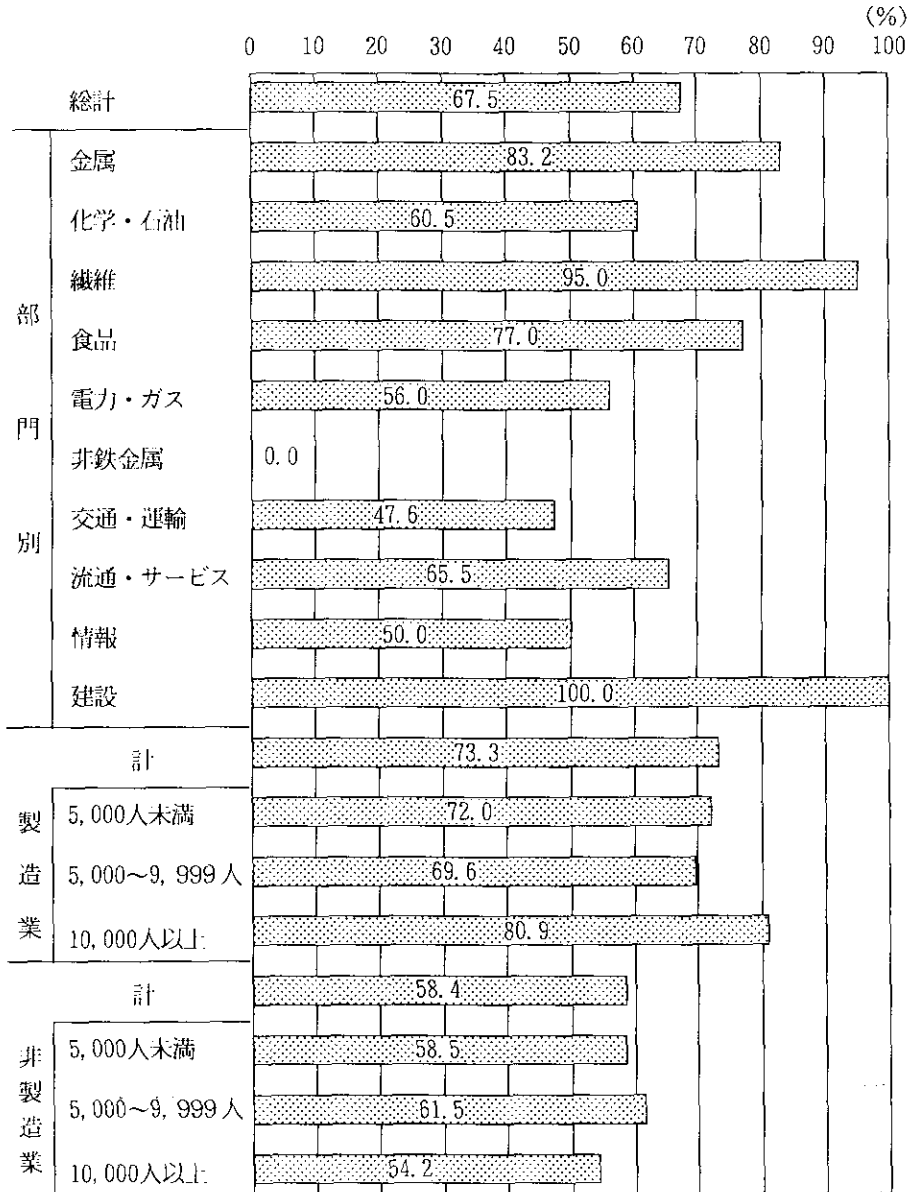 (%)
0 10 20 30 40 50 60 70 80 90 100
総計 67.5
部門別
金属 83.2
化学・石油 60.5
繊維 95.0
食品 77.0
電力・ガス 56.0
非鉄金属 0.0
交通・運輸 47.6
流通・サービス 65.5
情報 50.0
建設 100.0
製造業
計 73.3
5,000人未満 72.0
5,000～9,999人 69.6
10,000人以上 80.9
非製造業
計 58.4
5,000人未満 58.5
5,000～9,999人 61.5
10,000人以上 54.2